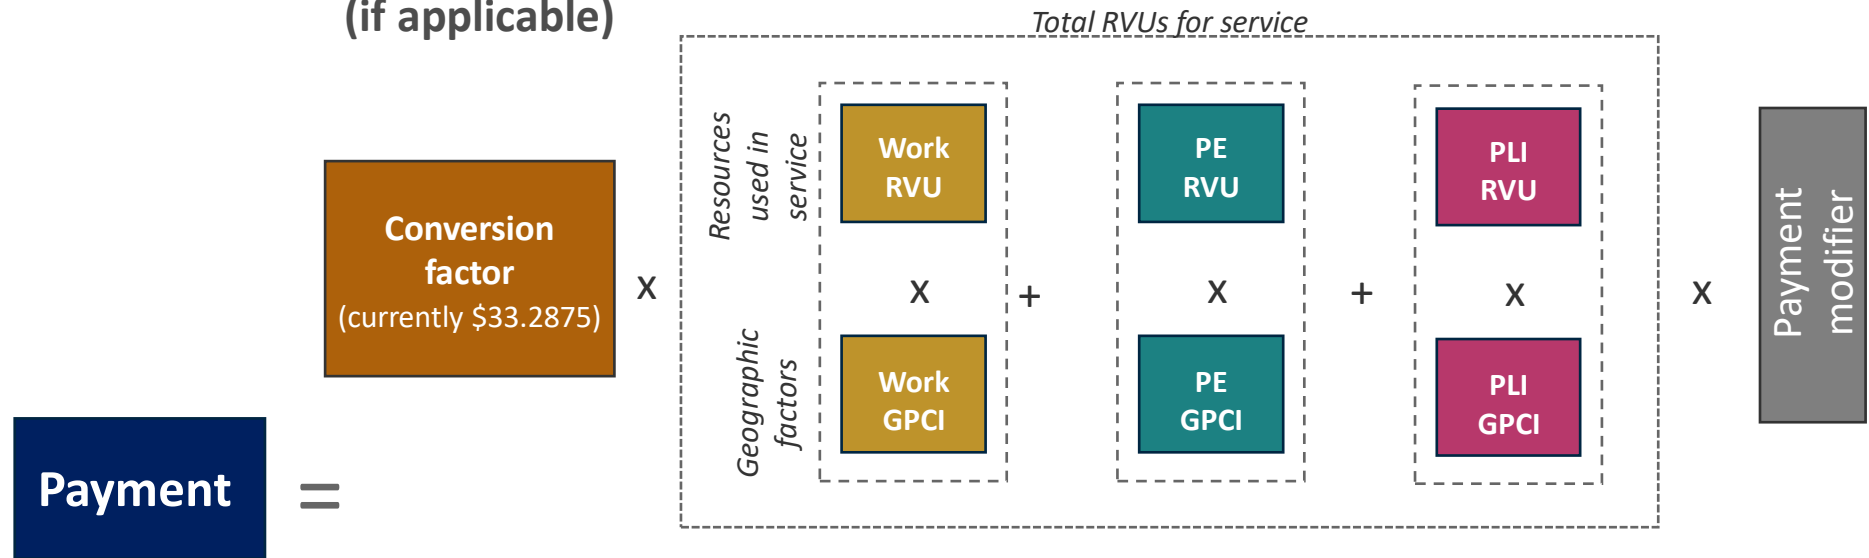 (if applicable)
Total RVUs for service
Resources
used in
service
Work
RVU
PE
RVU
PLI
RVU
Conversion
factor
(currently $33.2875)
x
x
+
x
+
x
x
Payment
modifier
Geographic
factors
Work
GPCI
PE
GPCI
PLI
GPCI
Payment
=